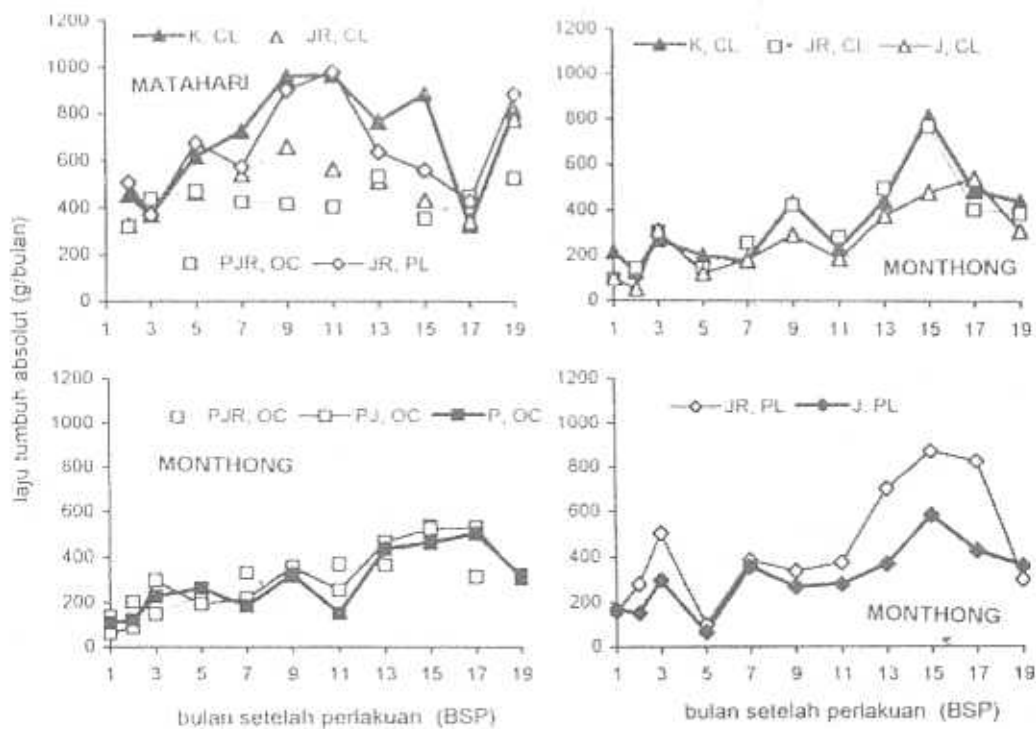 laju tumbuh absolut (g/bulan)
1200
1000
800
600
400
200
0
K, CL JR, CL
MATAHARI
PJR, OC JR, PL
1 3 5 7 9 11 13 15 17 19
1200
1000
800
600
400
200
0
K, CL JR, CL J, CL
MONTHONG
1 3 5 7 9 11 13 15 17 19
1200
1000
800
600
400
200
0
PJR, OC PJ, OC P, OC
MONTHONG
1 3 5 7 9 11 13 15 17 19
bulan setelah perlakuan (BSP)
1200
1000
800
600
400
200
0
JR, PL J, PL
MONTHONG
1 3 5 7 9 11 13 15 17 19
bulan setelah perlakuan (BSP)